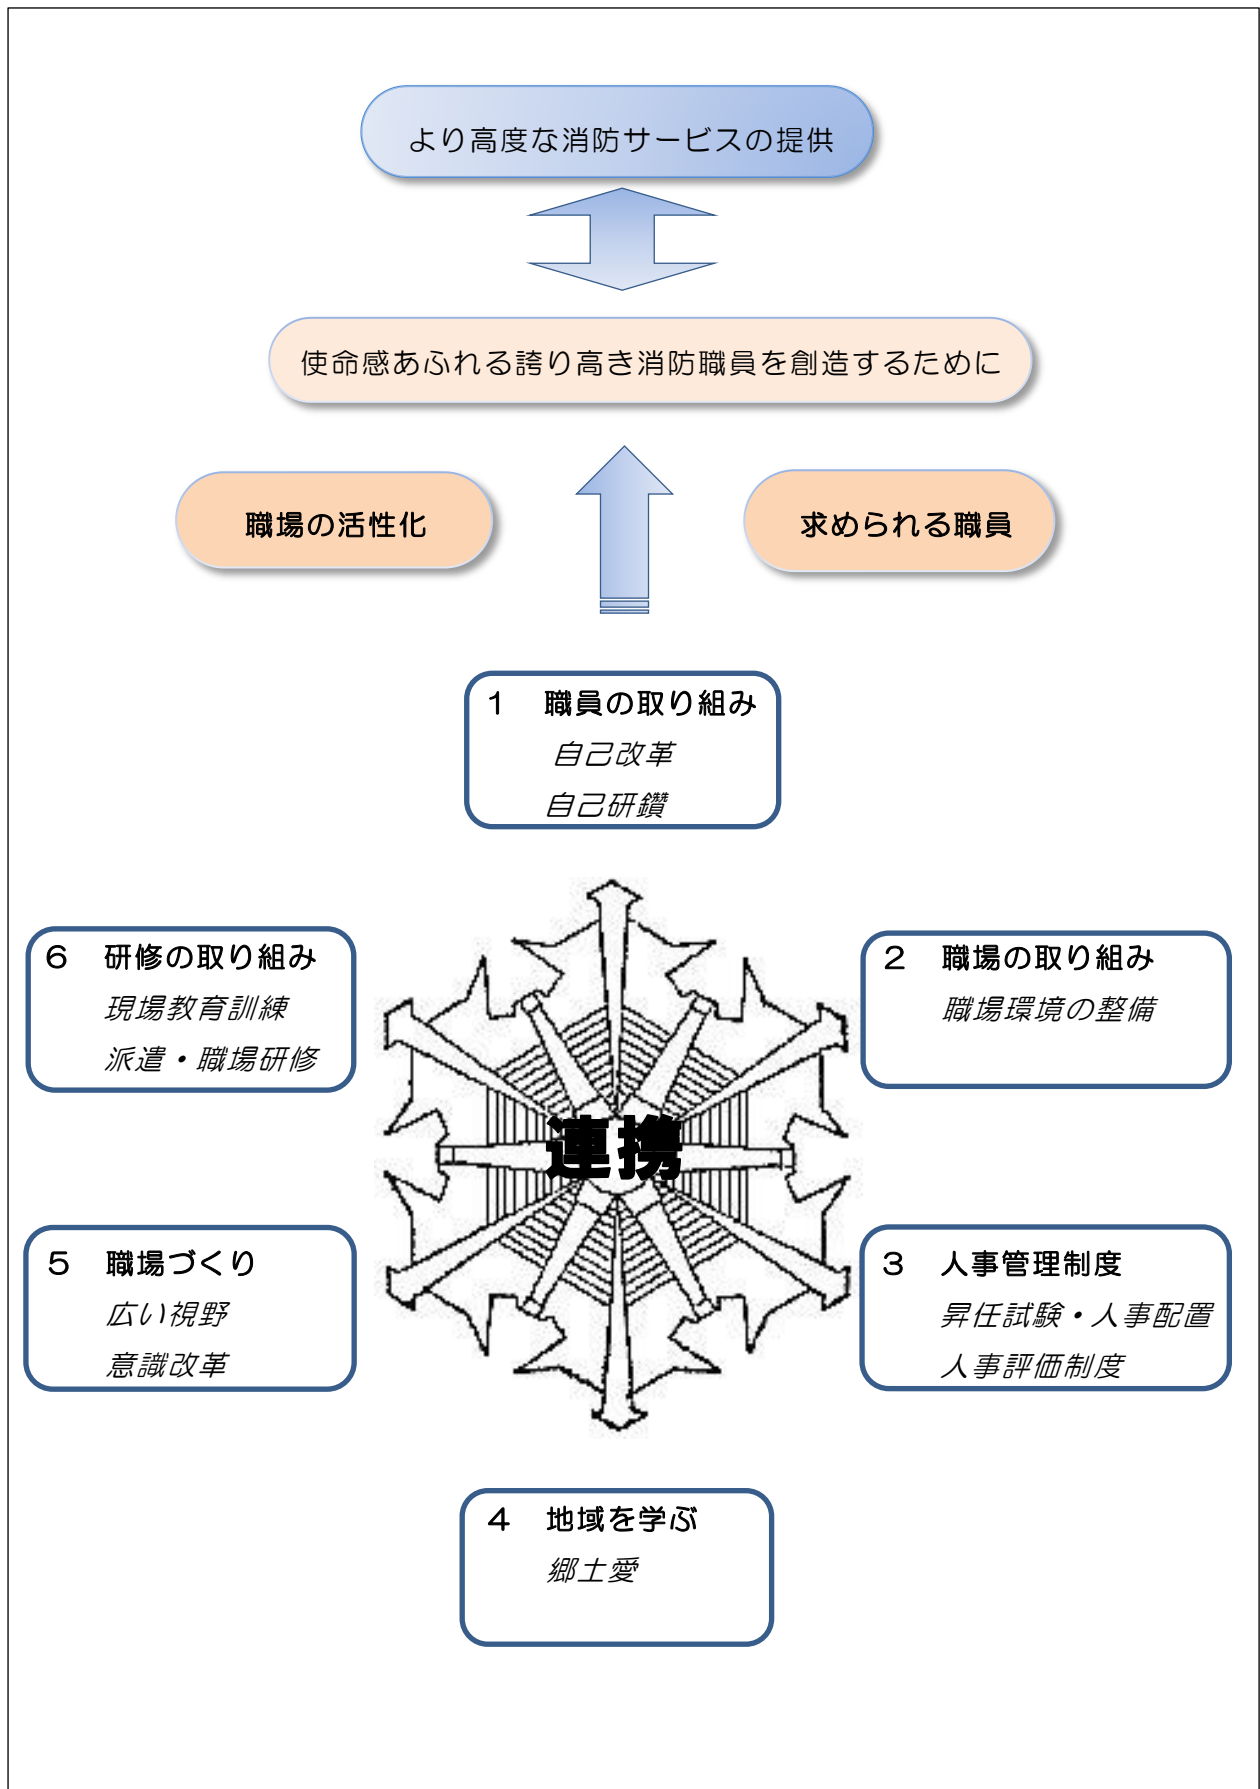 より高度な消防サービスの提供
使命感あふれる誇り高き消防職員を創造するために
職場の活性化
求められる職員
1　職員の取り組み
自己改革
自己研鑽
6　研修の取り組み
現場教育訓練
派遣・職場研修
2　職場の取り組み
職場環境の整備
連携
5　職場づくり
広い視野
意識改革
3　人事管理制度
昇任試験・人事配置
人事評価制度
4　地域を学ぶ
郷土愛